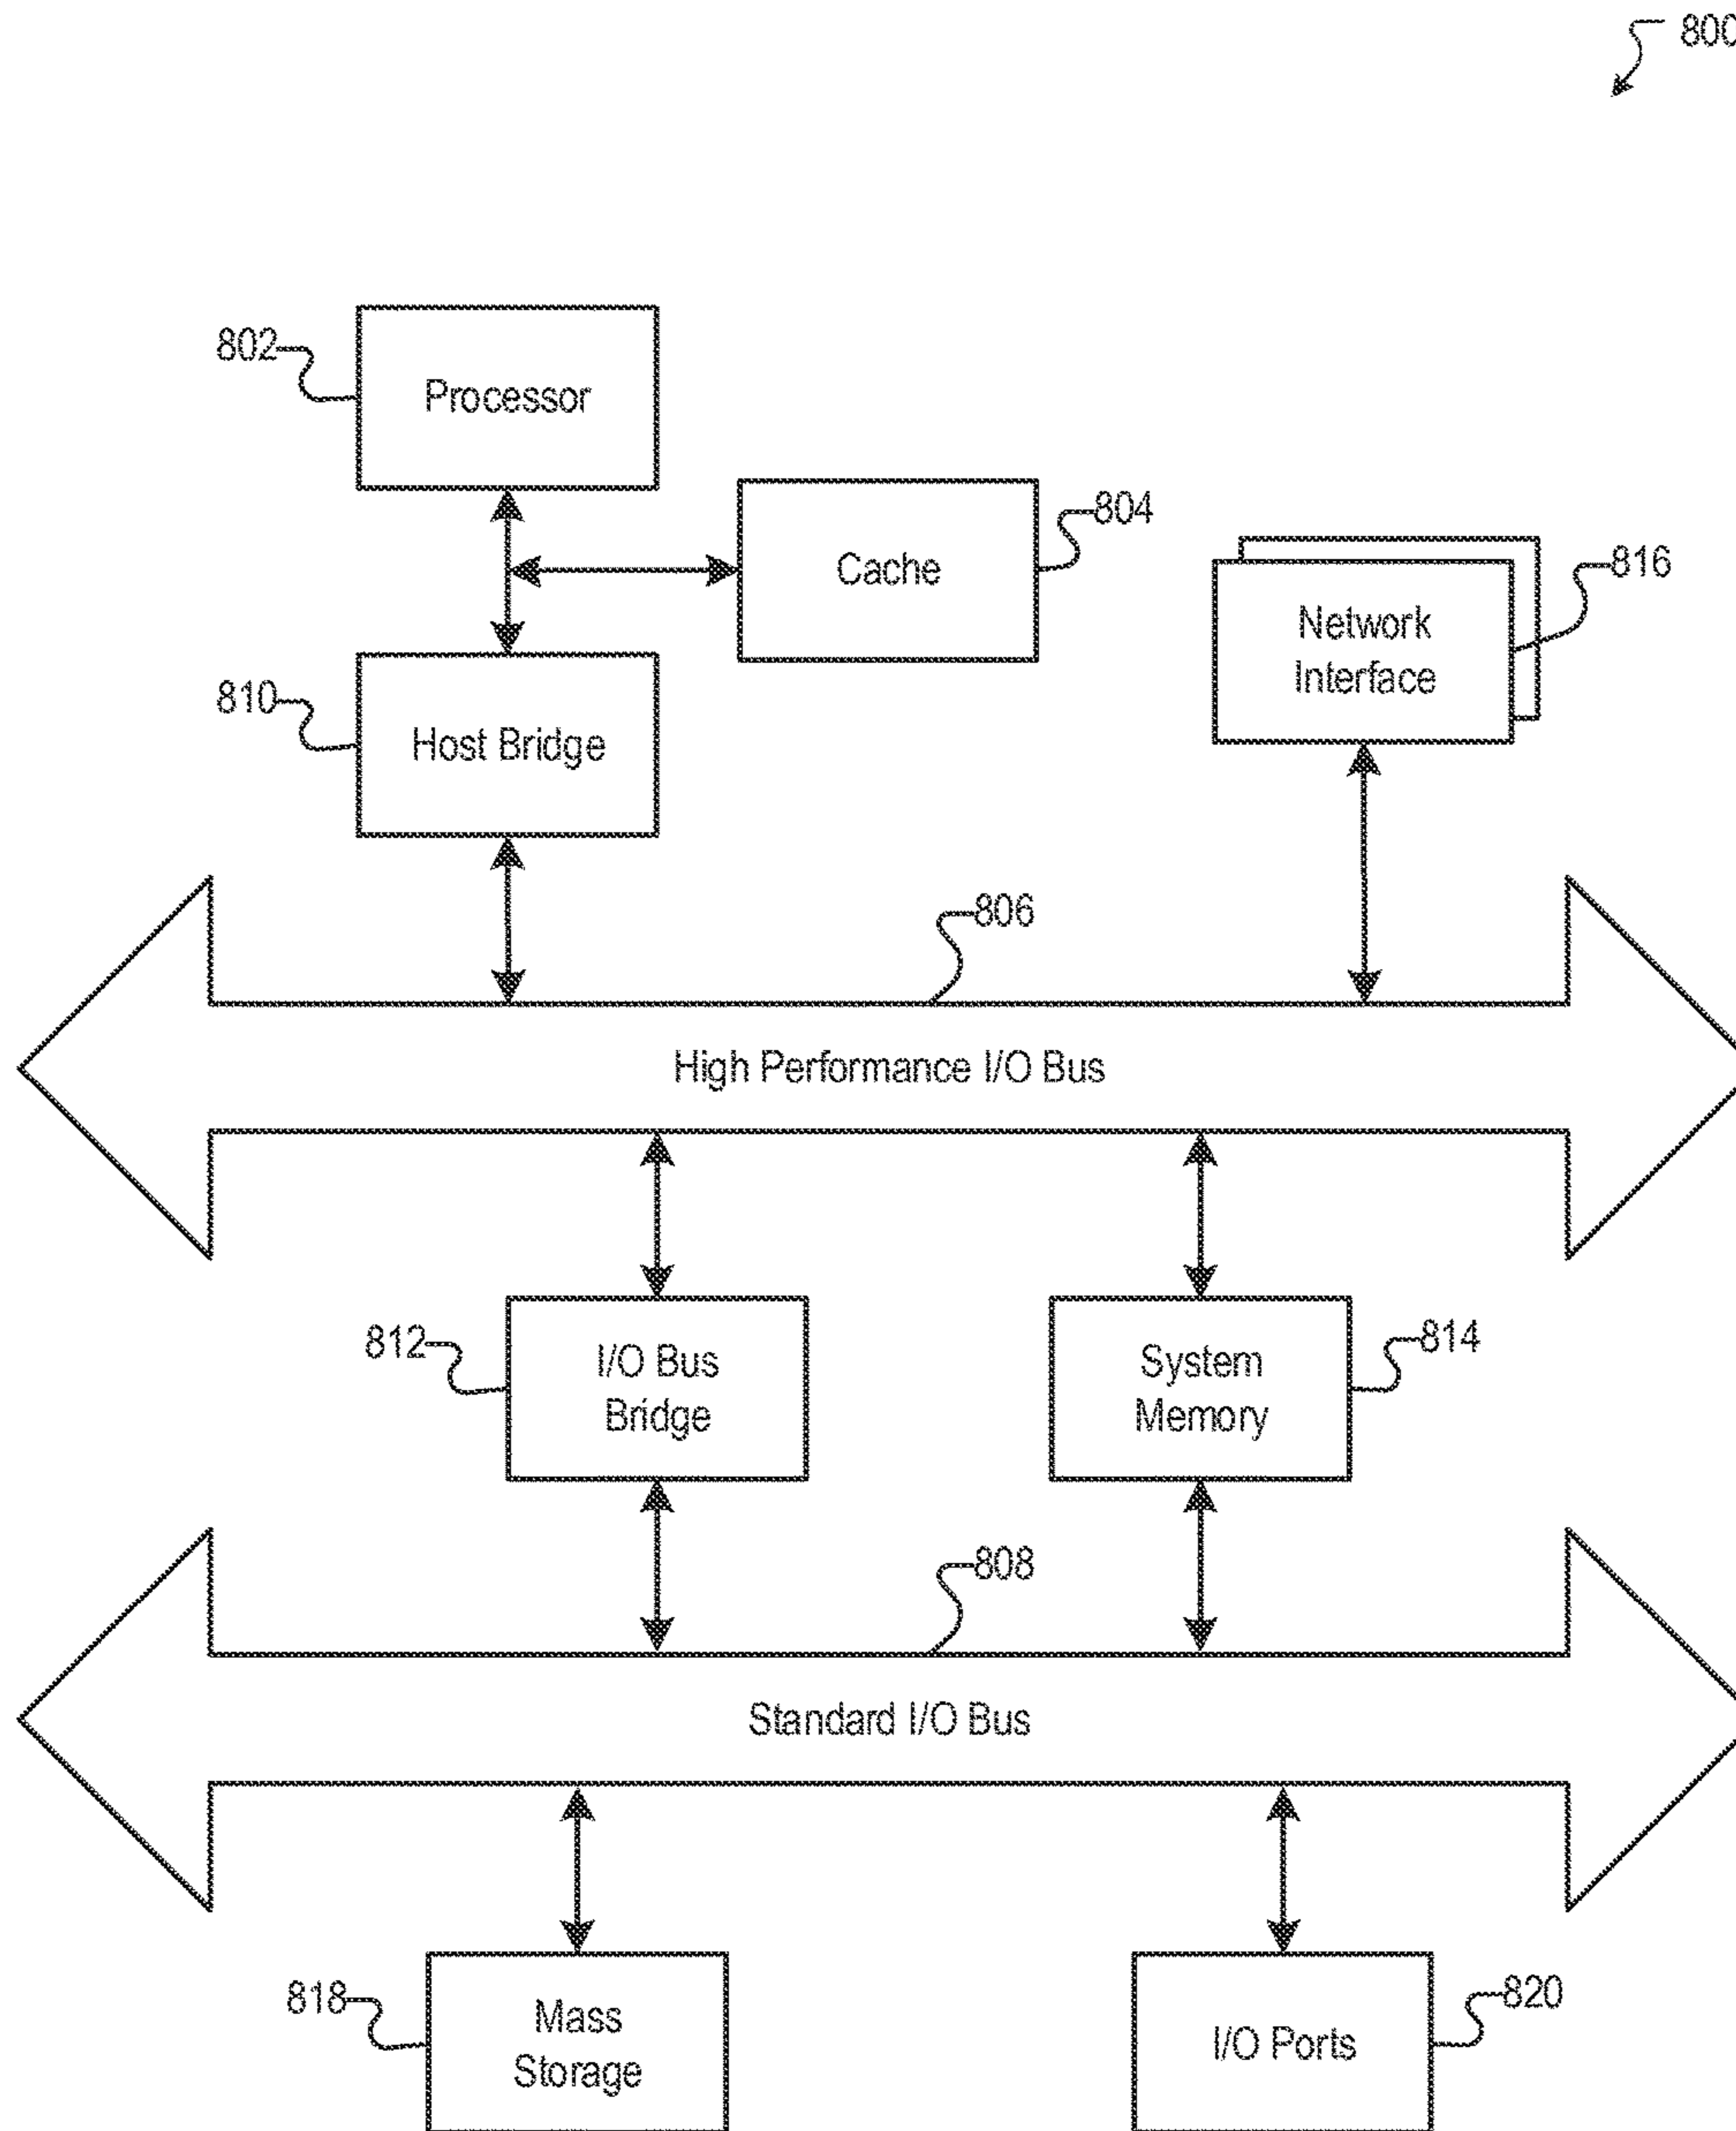 800
802
Processor
804
Cache
816
Network
Interface
810
Host Bridge
806
High Performance I/O Bus
812
I/O Bus
Bridge
814
System
Memory
808
Standard I/O Bus
818
Mass
Storage
820
I/O Ports